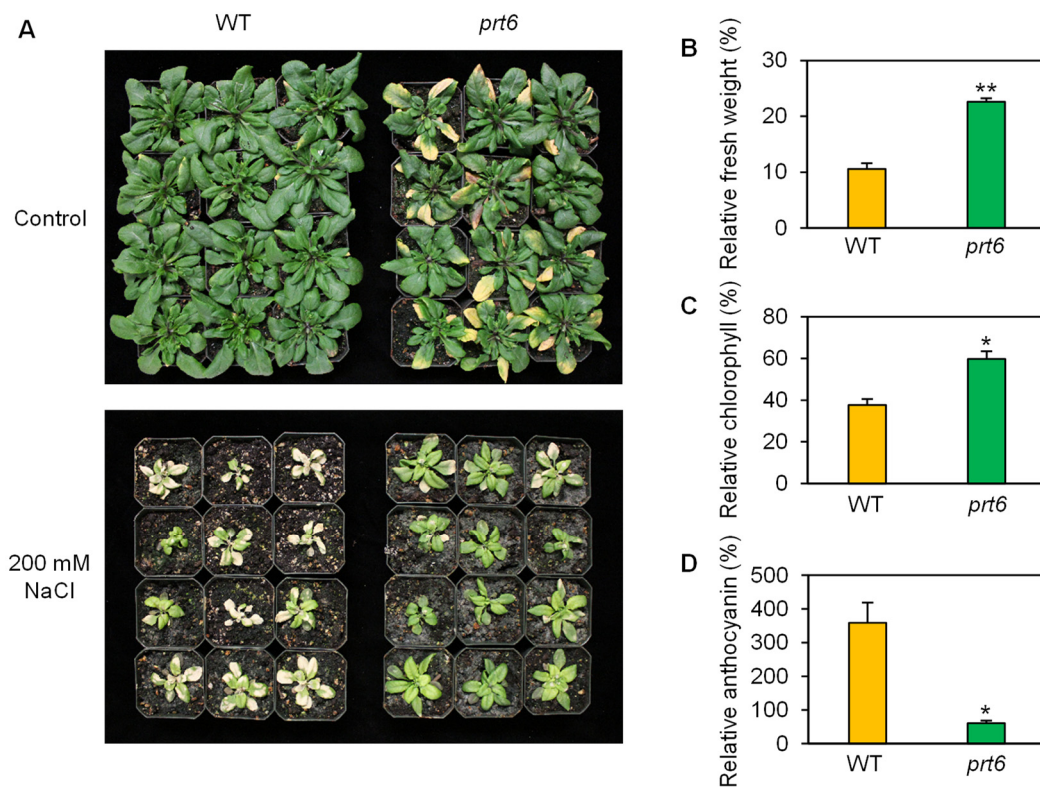 A
WT
prt6
Control
200 mM
NaCl
B
Relative fresh weight (%)
30
20
10
0
**
WT
prt6
C
Relative chlorophyll (%)
80
60
40
20
0
*
WT
prt6
D
Relative anthocyanin (%)
500
400
300
200
100
0
*
WT
prt6